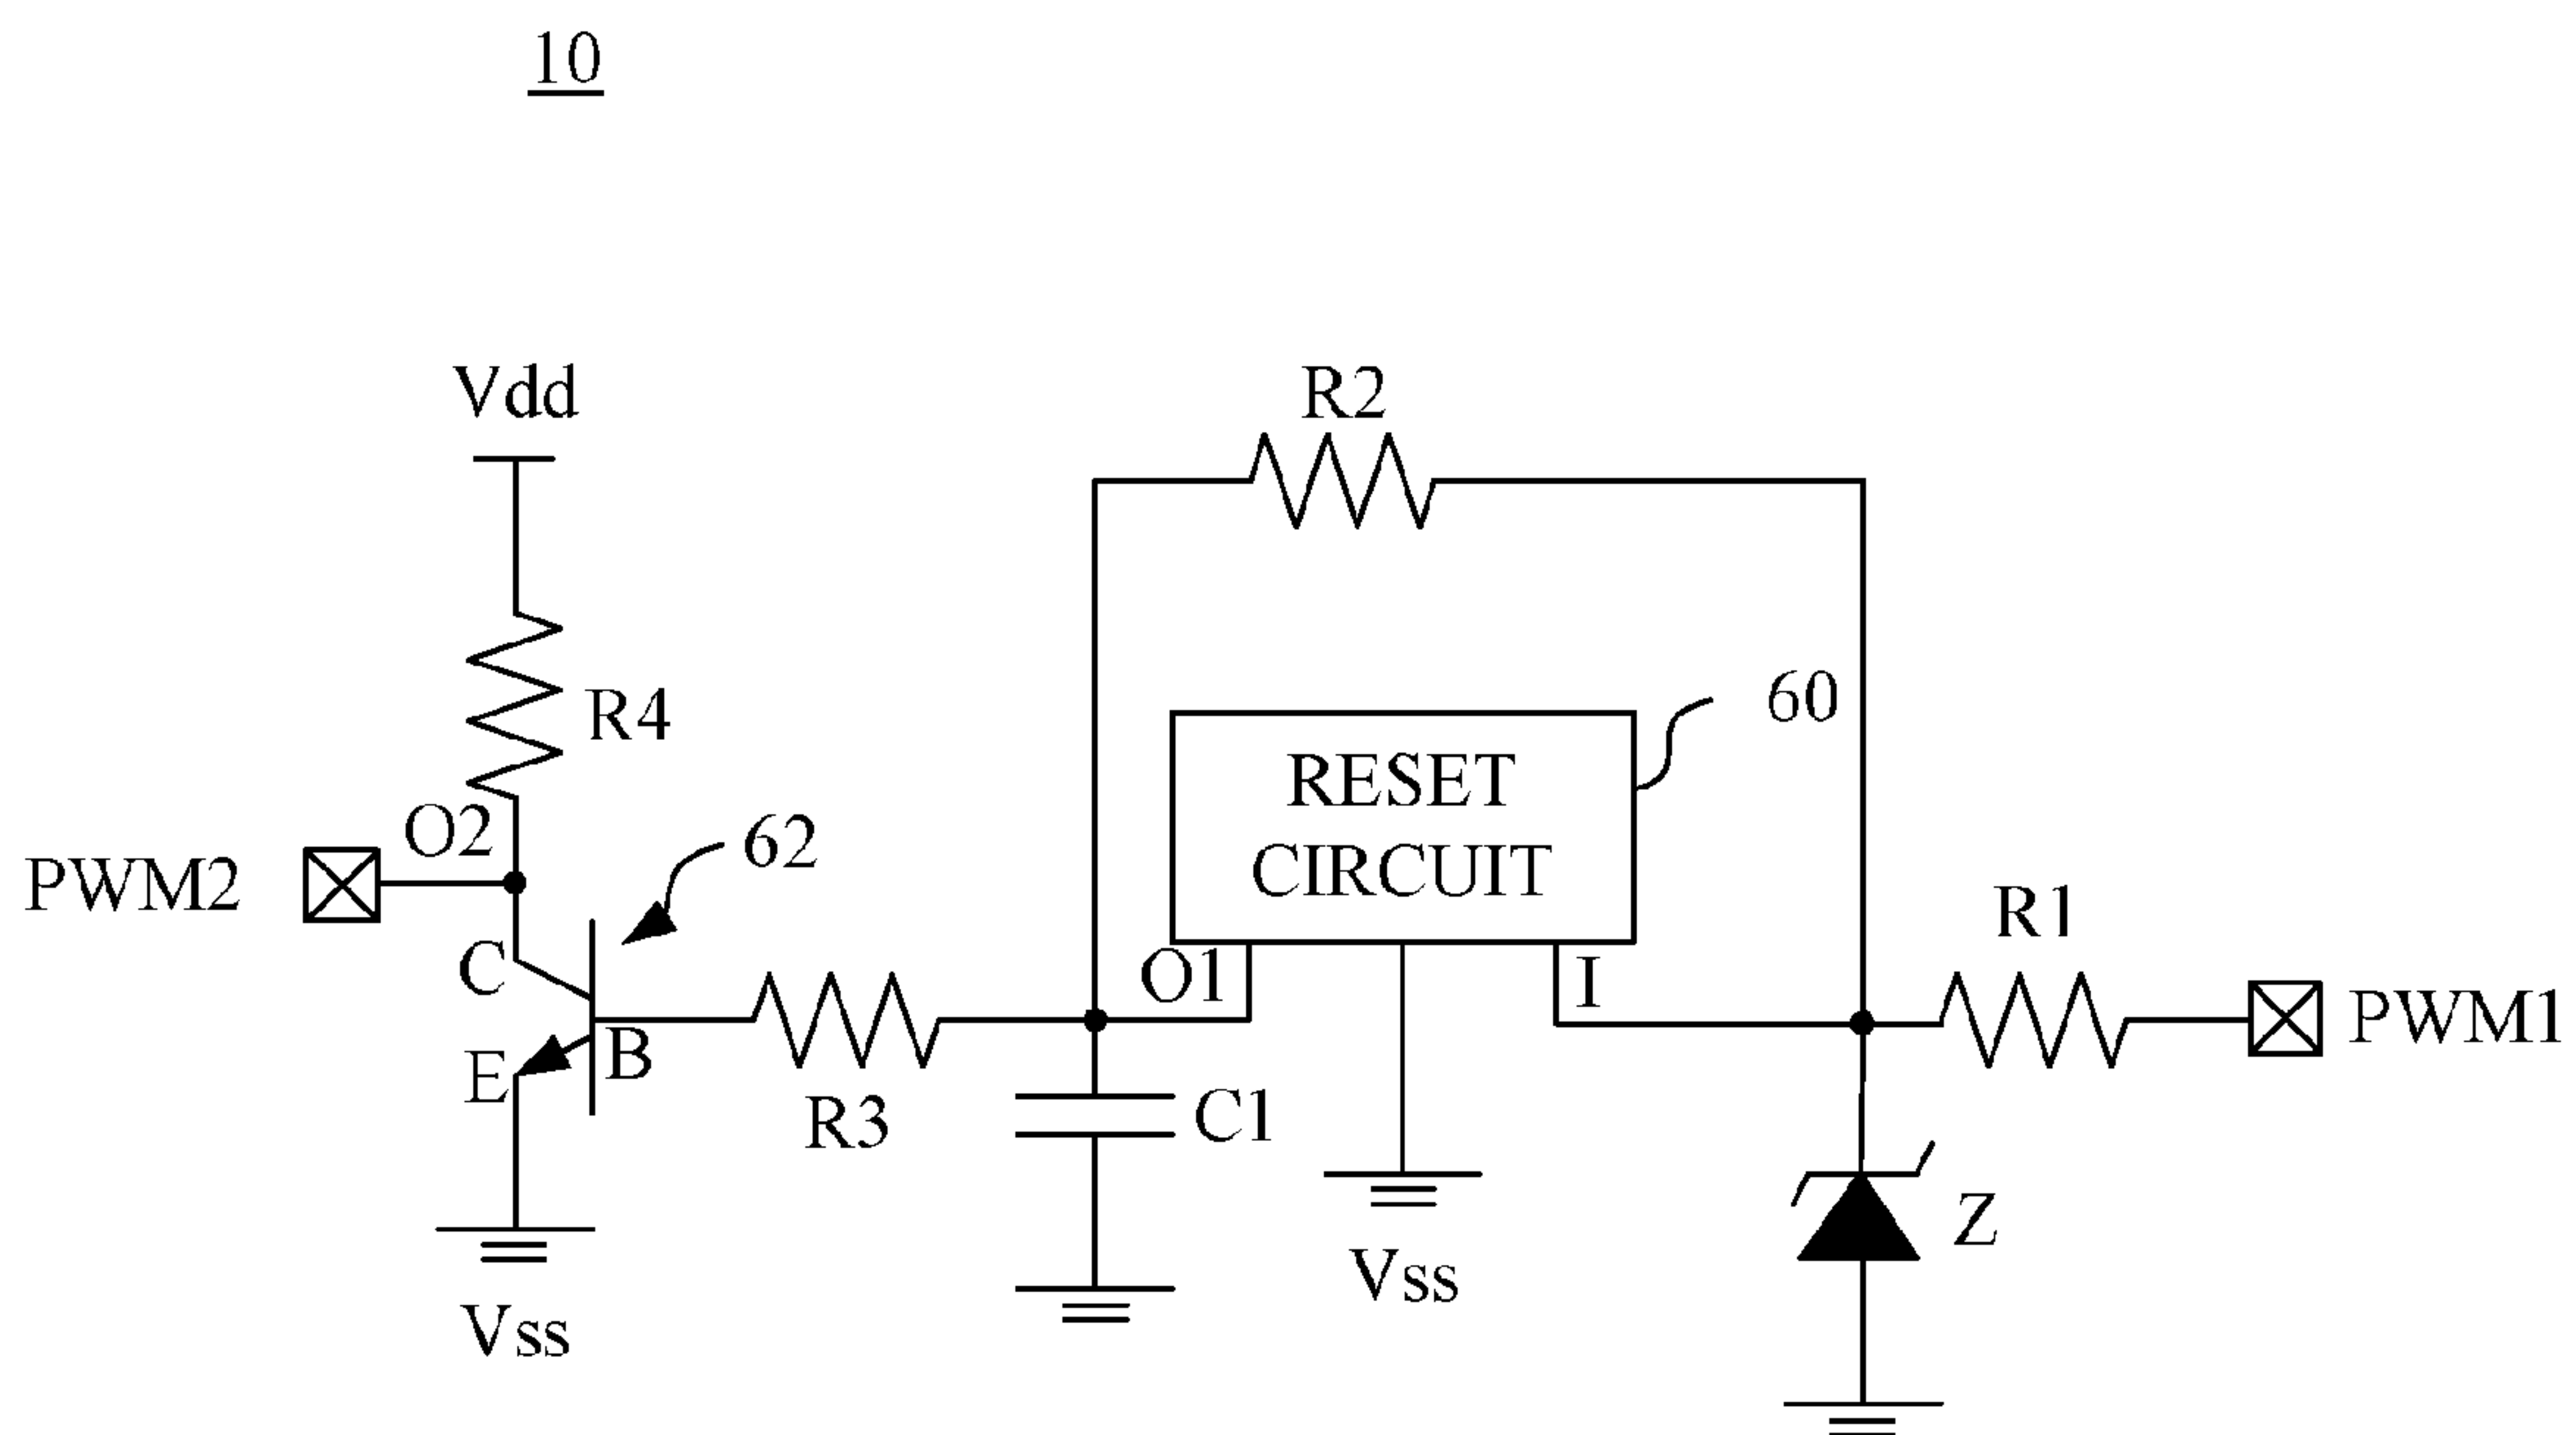 10
Vdd
R2
R4
60
RESET
CIRCUIT
O2
62
PWM2
R1
C
O1
I
PWM1
E
B
R3
C1
Z
Vss
Vss